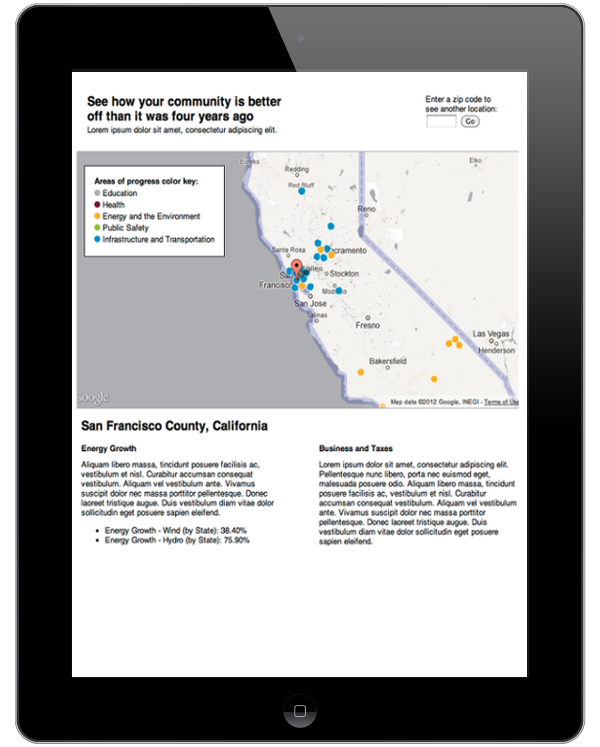 See how your community is better
off than it was four years ago
Lorem ipsum dolor sit amet, consectetur adipiscing elit.
Enter a zip code to
see another location:
Go
Eureka
Redding
Red Bluff
Elko
Reno
Areas of progress color key:
Education
Health
Energy and the Environment
Public Safety
Infrastructure and Transportation
Santa Rosa
Sacramento
Vallejo
Stockton
San
Francisco
Modesto
San Jose
Salinas
Fresno
Las Vegas
Henderson
Bakersfield
Google
Map data ©2012 Google, INEGI - Terms of Use
San Francisco County, California
Energy Growth
Aliquam libero massa, tincidunt posuere facilisis ac,
vestibulum et nisl. Curabitur accumsan consequat
vestibulum. Aliquam vel vestibulum ante. Vivamus
suscipit dolor nec massa porttitor pellentesque. Donec
laoreet tristique augue. Duis vestibulum diam vitae dolor
sollicitudin eget posuere sapien eleifend.
• Energy Growth - Wind (by State): 38.40%
• Energy Growth - Hydro (by State): 75.90%
Business and Taxes
Lorem ipsum dolor sit amet, consectetur adipiscing elit.
Pellentesque nunc libero, porta nec euismod eget,
malesuada posuere odio. Aliquam libero massa, tincidunt
posuere facilisis ac, vestibulum et nisl. Curabitur
accumsan consequat vestibulum. Aliquam vel vestibulum
ante. Vivamus suscipit dolor nec massa porttitor
pellentesque. Donec laoreet tristique augue. Duis
vestibulum diam vitae dolor sollicitudin eget posuere
sapien eleifend.